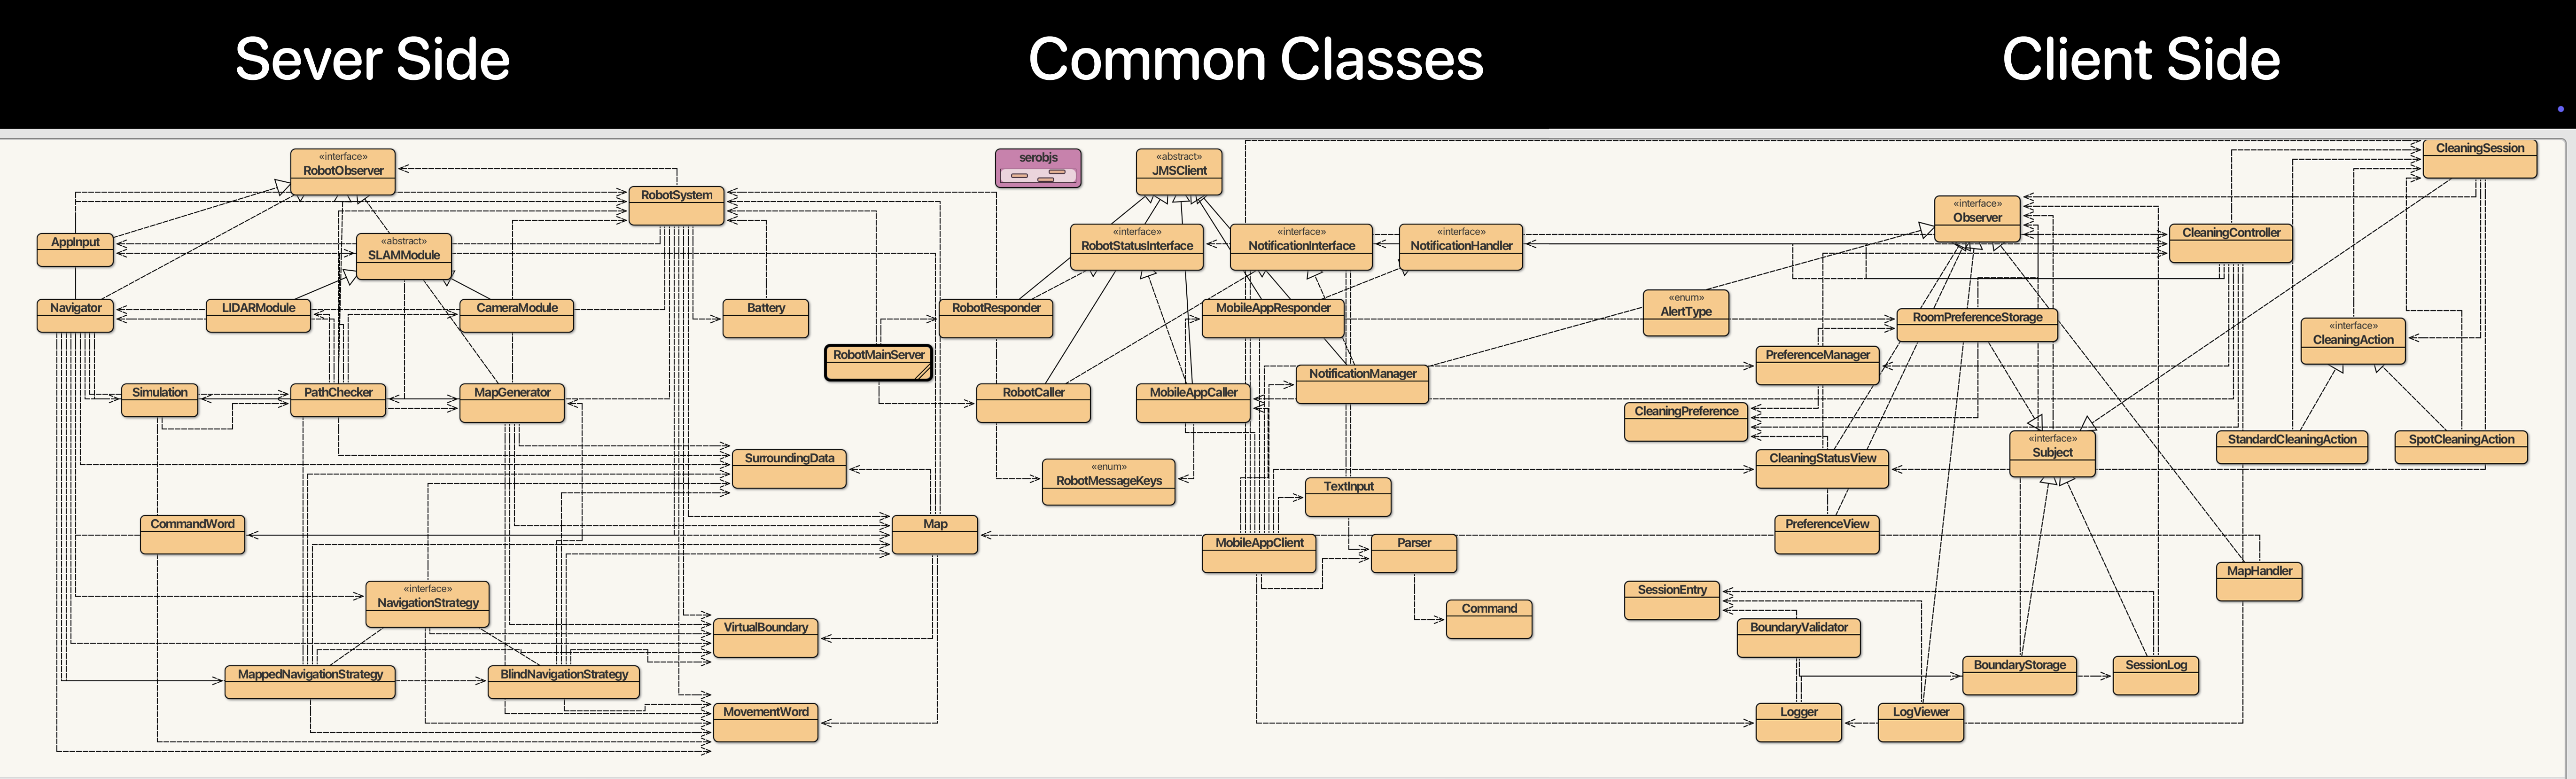 Sever Side
Common Classes
Client Side
«interface»
RobotObserver
RobotSystem
AppInput
«abstract»
SLAMModule
Navigator
LIDARModule
CameraModule
Battery
RobotMainServer
Simulation
PathChecker
MapGenerator
SurroundingData
CommandWord
Map
«interface»
NavigationStrategy
VirtualBoundary
MappedNavigationStrategy
BlindNavigationStrategy
MovementWord
serobjs
«abstract»
JMSClient
«interface»
RobotStatusInterface
«interface»
NotificationInterface
«interface»
NotificationHandler
RobotResponder
MobileAppResponder
NotificationManager
RobotCaller
MobileAppCaller
«enum»
RobotMessageKeys
TextInput
MobileAppClient
Parser
Command
CleaningSession
«interface»
Observer
CleaningController
«enum»
AlertType
RoomPreferenceStorage
«interface»
CleaningAction
PreferenceManager
CleaningPreference
CleaningStatusView
«interface»
Subject
StandardCleaningAction
SpotCleaningAction
PreferenceView
MapHandler
SessionEntry
BoundaryValidator
BoundaryStorage
SessionLog
Logger
LogViewer